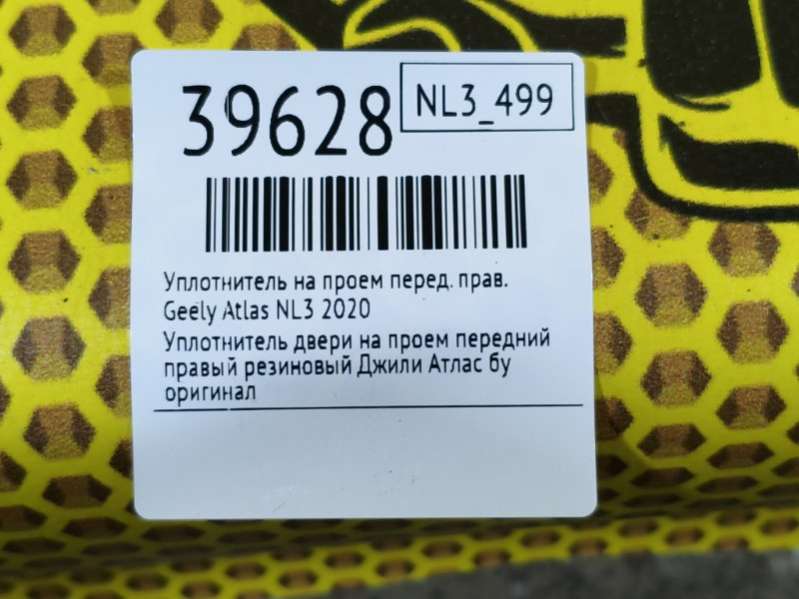 39628
NL3_499
Уплотнитель на проем перед. прав.
Geely Atlas NL3 2020
Уплотнитель двери на проем передний
правый резиновый Джили Атлас бу
оригинал